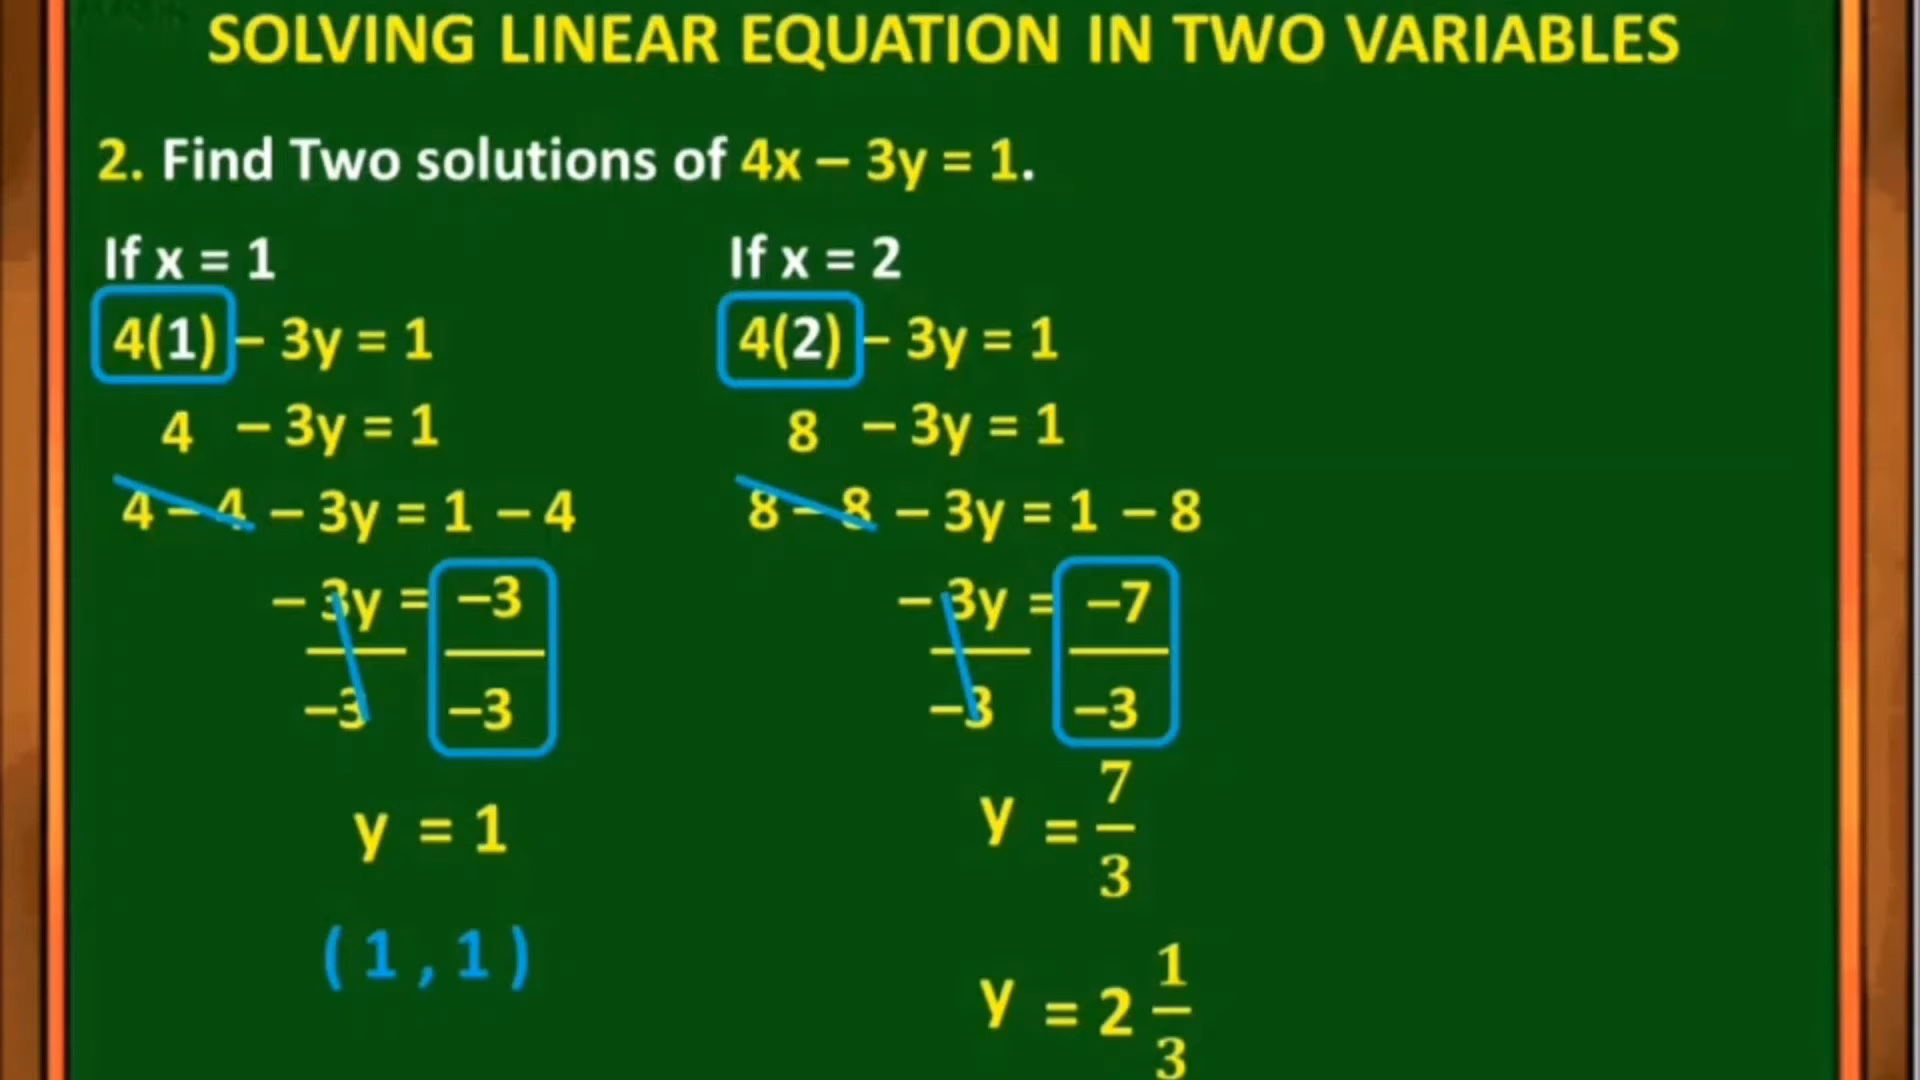 SOLVING LINEAR EQUATION IN TWO VARIABLES
2. Find Two solutions of 4x – 3y = 1.
If x = 1
4(1) – 3y = 1
4 – 3y = 1
4 – 4 – 3y = 1 – 4
– 3y = –3
–3 –3
y = 1
( 1 , 1 )
If x = 2
4(2) – 3y = 1
8 – 3y = 1
8 – 8 – 3y = 1 – 8
– 3y = –7
–3 –3
y = 7/3
y = 2 1/3